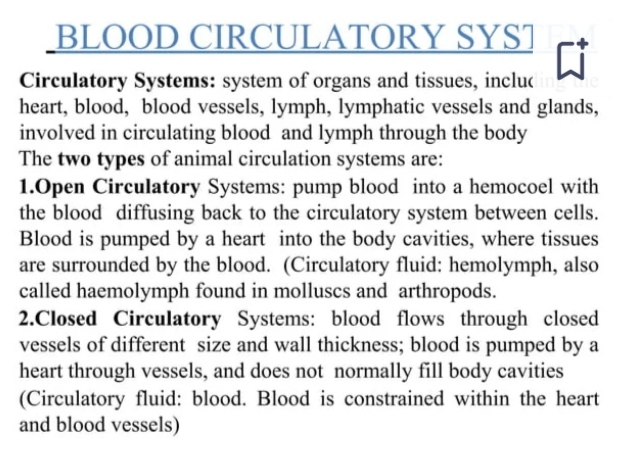 BLOOD CIRCULATORY SYSTEM
Circulatory Systems: system of organs and tissues, including the
heart, blood, blood vessels, lymph, lymphatic vessels and glands,
involved in circulating blood and lymph through the body
The two types of animal circulation systems are:
1.Open Circulatory Systems: pump blood into a hemocoel with
the blood diffusing back to the circulatory system between cells.
Blood is pumped by a heart into the body cavities, where tissues
are surrounded by the blood. (Circulatory fluid: hemolymph, also
called haemolymph found in molluscs and arthropods.
2.Closed Circulatory Systems: blood flows through closed
vessels of different size and wall thickness; blood is pumped by a
heart through vessels, and does not normally fill body cavities
(Circulatory fluid: blood. Blood is constrained within the heart
and blood vessels)